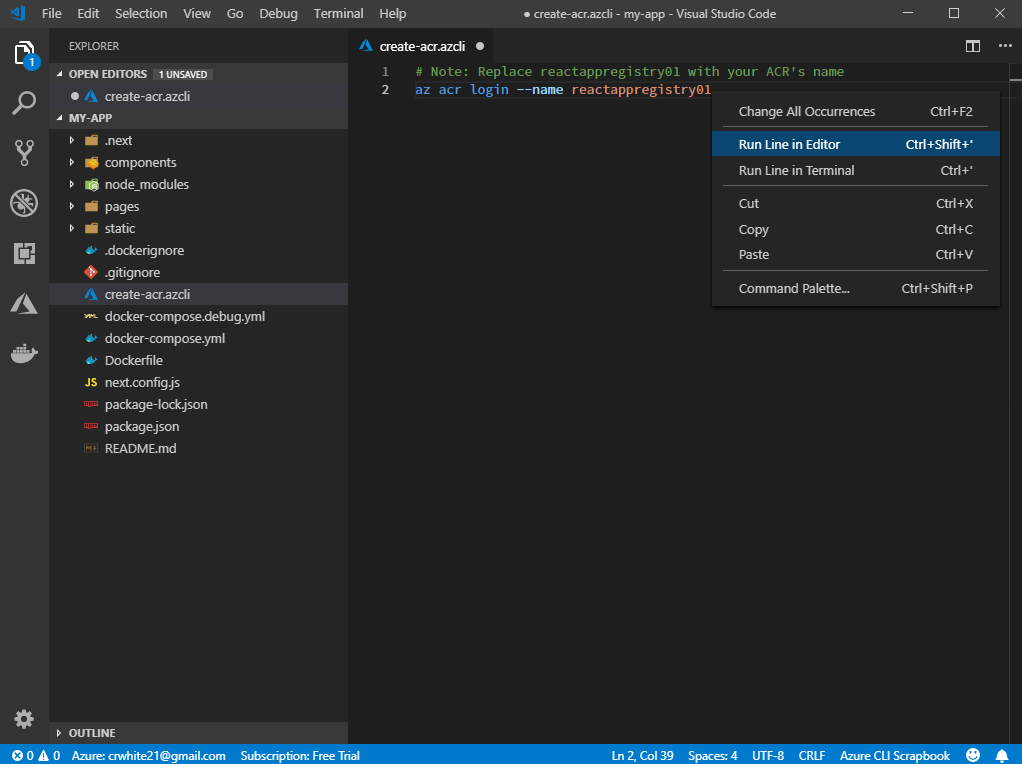 File Edit Selection View Go Debug Terminal Help ● create-acr.azcli - my-app - Visual Studio Code
EXPLORER
OPEN EDITORS 1 UNSAVED
create-acr.azcli
MY-APP
.next
components
node_modules
pages
static
.dockerignore
.gitignore
create-acr.azcli
docker-compose.debug.yml
docker-compose.yml
Dockerfile
JS next.config.js
package-lock.json
package.json
README.md
OUTLINE
1
create-acr.azcli ●
1 # Note: Replace reactappregistry01 with your ACR's name
2 az acr login --name reactappregistry01
Change All Occurrences Ctrl+F2
Run Line in Editor Ctrl+Shift+'
Run Line in Terminal Ctrl+'
Cut Ctrl+X
Copy Ctrl+C
Paste Ctrl+V
Command Palette... Ctrl+Shift+P
0 0 Azure: crwhite21@gmail.com Subscription: Free Trial Ln 2, Col 39 Spaces: 4 UTF-8 CRLF Azure CLI Scrapbook